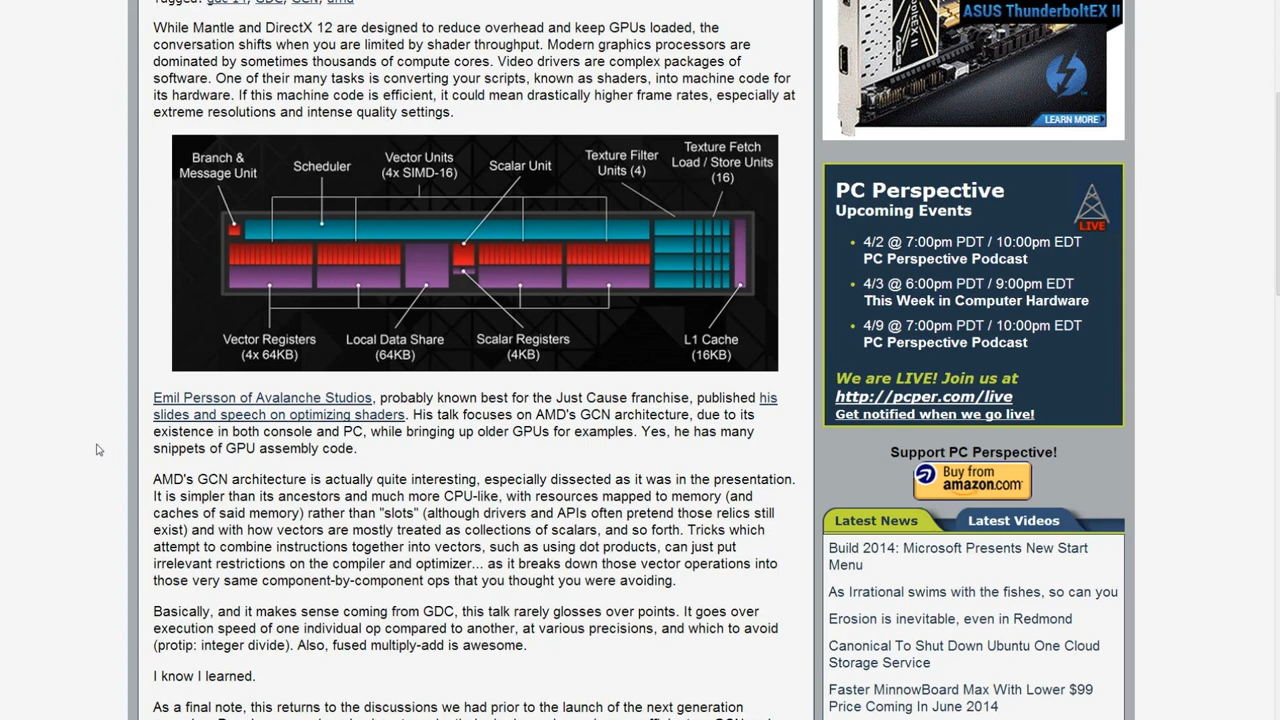 Tagged: gdc 14, GDC, GCN, amd
While Mantle and DirectX 12 are designed to reduce overhead and keep GPUs loaded, the
conversation shifts when you are limited by shader throughput. Modern graphics processors are
dominated by sometimes thousands of compute cores. Video drivers are complex packages of
software. One of their many tasks is converting your scripts, known as shaders, into machine code for
its hardware. If this machine code is efficient, it could mean drastically higher frame rates, especially at
extreme resolutions and intense quality settings.
Branch &
Message Unit
Scheduler
Vector Units
(4x SIMD-16)
Scalar Unit
Texture Filter
Units (4)
Texture Fetch
Load / Store Units
(16)
Vector Registers
(4x 64KB)
Local Data Share
(64KB)
Scalar Registers
(4KB)
L1 Cache
(16KB)
Emil Persson of Avalanche Studios, probably known best for the Just Cause franchise, published his
slides and speech on optimizing shaders. His talk focuses on AMD's GCN architecture, due to its
existence in both console and PC, while bringing up older GPUs for examples. Yes, he has many
snippets of GPU assembly code.
AMD's GCN architecture is actually quite interesting, especially dissected as it was in the presentation.
It is simpler than its ancestors and much more CPU-like, with resources mapped to memory (and
caches of said memory) rather than "slots" (although drivers and APIs often pretend those relics still
exist) and with how vectors are mostly treated as collections of scalars, and so forth. Tricks which
attempt to combine instructions together into vectors, such as using dot products, can just put
irrelevant restrictions on the compiler and optimizer... as it breaks down those vector operations into
those very same component-by-component ops that you thought you were avoiding.
Basically, and it makes sense coming from GDC, this talk rarely glosses over points. It goes over
execution speed of one individual op compared to another, at various precisions, and which to avoid
(protip: integer divide). Also, fused multiply-add is awesome.
I know I learned.
As a final note, this returns to the discussions we had prior to the launch of the next generation
ASUS ThunderboltEX II
LEARN MORE
PC Perspective
Upcoming Events
LIVE
4/2 @ 7:00pm PDT / 10:00pm EDT
PC Perspective Podcast
4/3 @ 6:00pm PDT / 9:00pm EDT
This Week in Computer Hardware
4/9 @ 7:00pm PDT / 10:00pm EDT
PC Perspective Podcast
We are LIVE! Join us at
http://pcper.com/live
Get notified when we go live!
Support PC Perspective!
Buy from
amazon.com
Latest News
Latest Videos
Build 2014: Microsoft Presents New Start
Menu
As Irrational swims with the fishes, so can you
Erosion is inevitable, even in Redmond
Canonical To Shut Down Ubuntu One Cloud
Storage Service
Faster MinnowBoard Max With Lower $99
Price Coming In June 2014